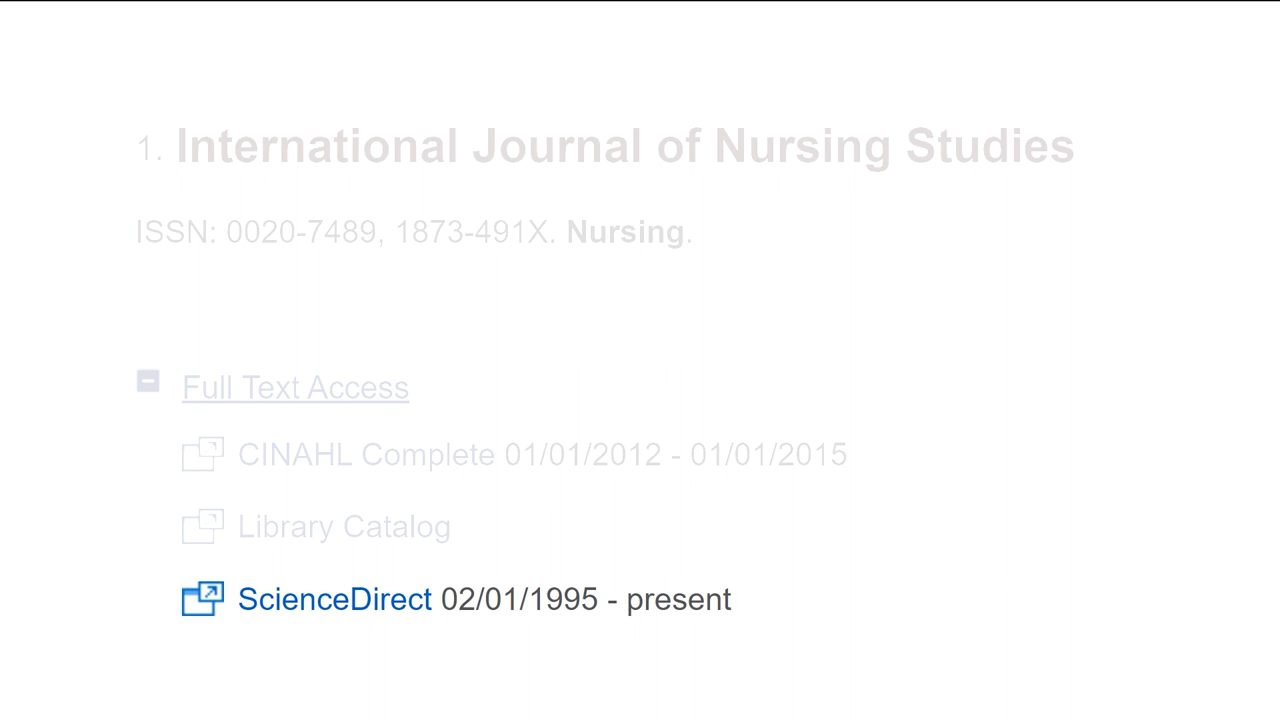 1. International Journal of Nursing Studies
ISSN: 0020-7489, 1873-491X. Nursing.
Full Text Access
CINAHL Complete 01/01/2012 - 01/01/2015
Library Catalog
ScienceDirect 02/01/1995 - present